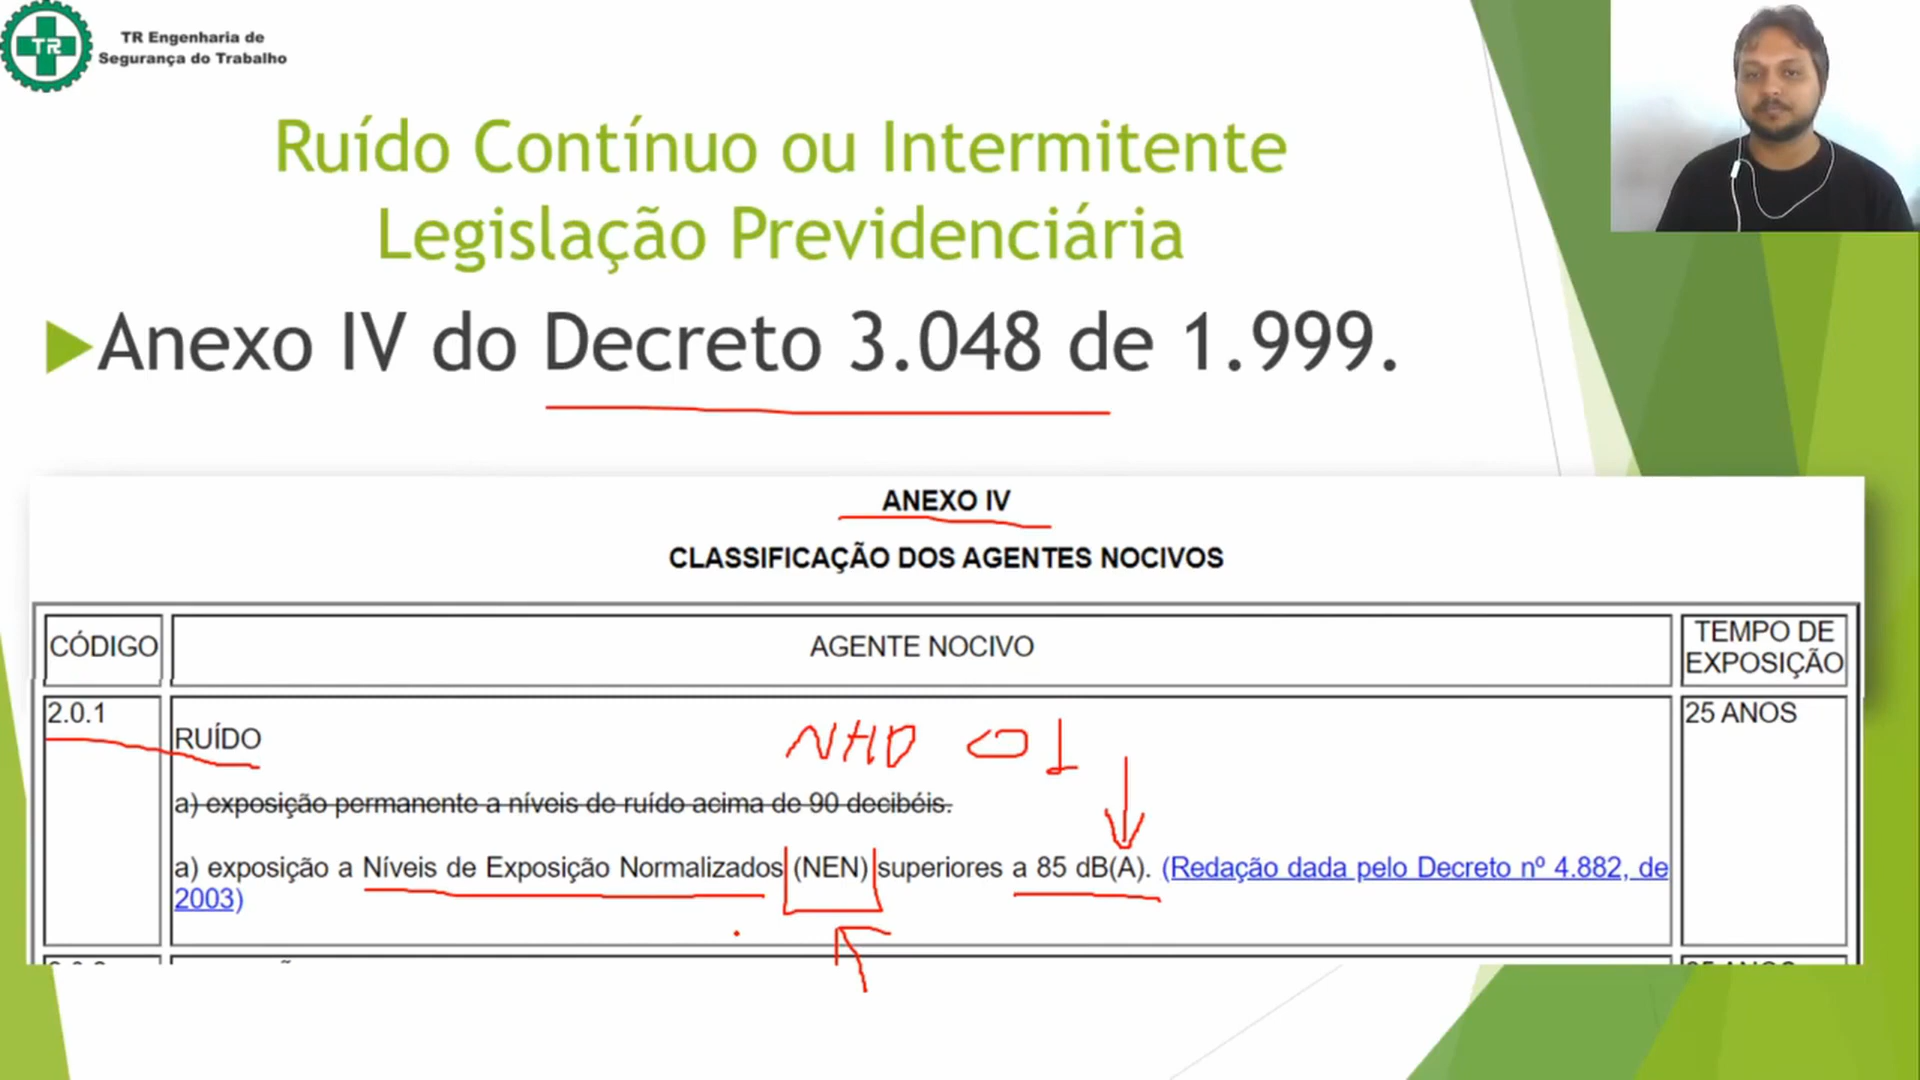 TR
TR Engenharia de
Segurança do Trabalho
Ruído Contínuo ou Intermitente
Legislação Previdenciária
Anexo IV do Decreto 3.048 de 1.999.
ANEXO IV
CLASSIFICAÇÃO DOS AGENTES NOCIVOS
CÓDIGO AGENTE NOCIVO TEMPO DE
EXPOSIÇÃO
2.0.1 25 ANOS
RUÍDO
NHO 01
a) exposição permanente a níveis de ruído acima de 90 decibéis.
a) exposição a Níveis de Exposição Normalizados (NEN) superiores a 85 dB(A). (Redação dada pelo Decreto nº 4.882, de
2003)